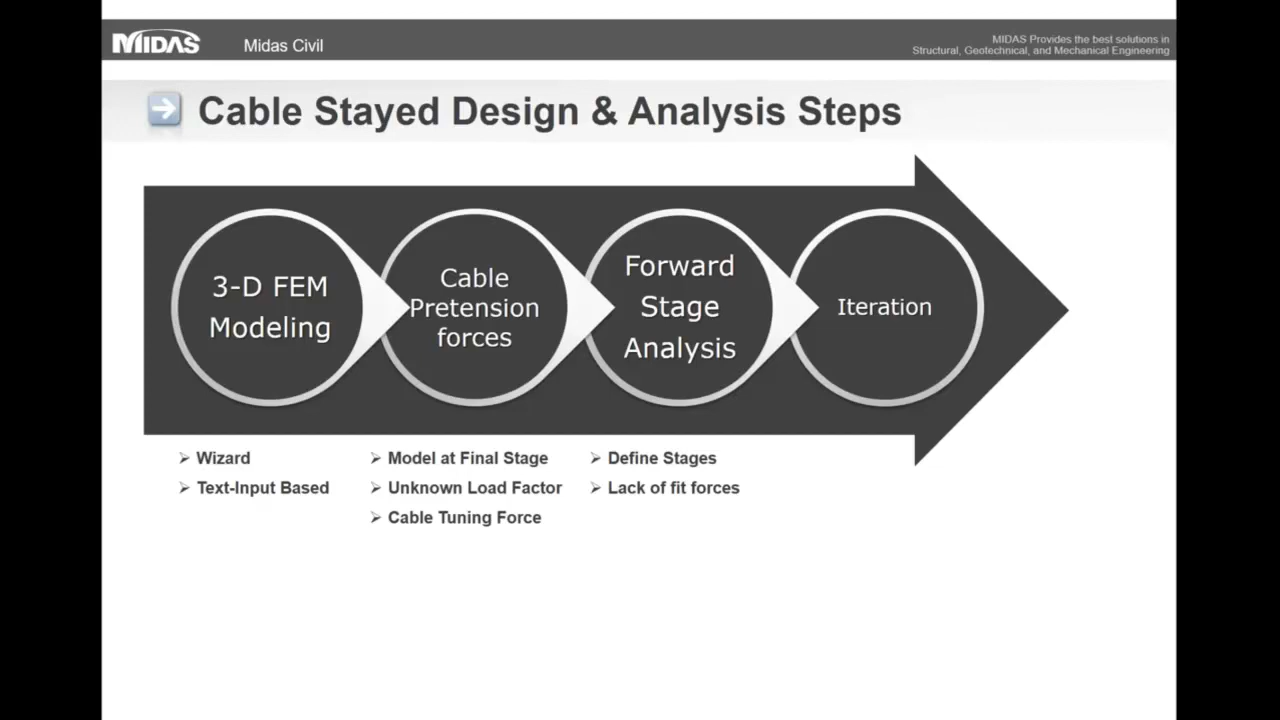 MIDAS
Midas Civil
MIDAS Provides the best solutions in
Structural, Geotechnical, and Mechanical Engineering
Cable Stayed Design & Analysis Steps
3-D FEM
Modeling
Cable
Pretension
forces
Forward
Stage
Analysis
Iteration
➢ Wizard
➢ Text-Input Based
➢ Model at Final Stage
➢ Unknown Load Factor
➢ Cable Tuning Force
➢ Define Stages
➢ Lack of fit forces